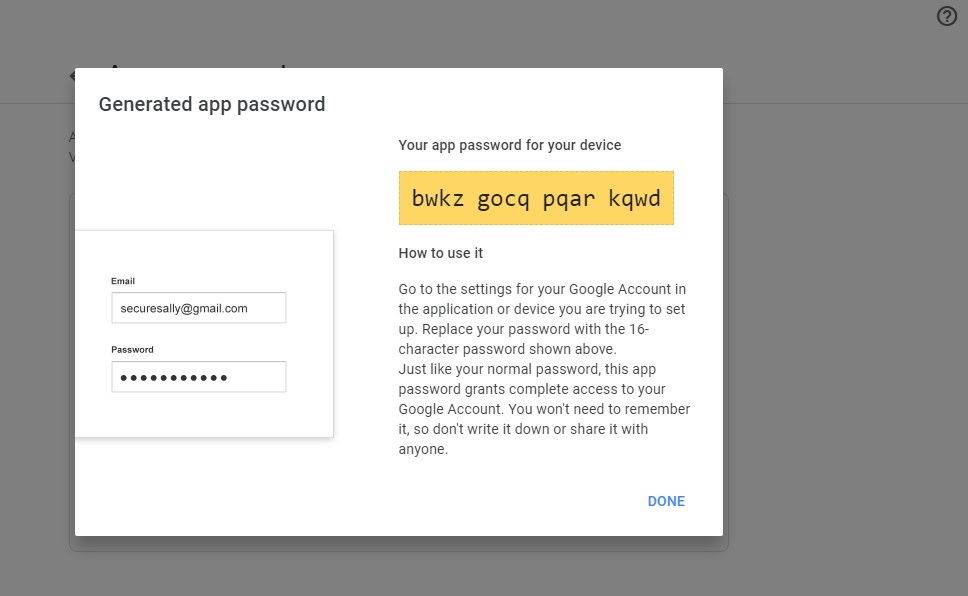 Generated app password
Your app password for your device
bwkz gocq pqar kqwd
How to use it
Email
securesally@gmail.com
Password
Go to the settings for your Google Account in
the application or device you are trying to set
up. Replace your password with the 16-
character password shown above.
Just like your normal password, this app
password grants complete access to your
Google Account. You won't need to remember
it, so don't write it down or share it with
anyone.
DONE